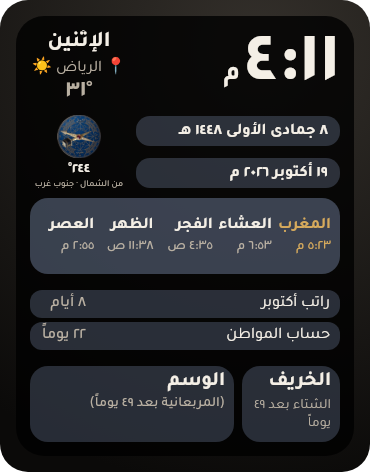 ٤:١١ م
الإثنين
📍 الرياض ☀️
٣١°
٨ جمادى الأولى ١٤٤٨ هـ
١٩ أكتوبر ٢٠٢٦ م
٢٤٤°
من الشمال - جنوب غرب
المغرب العشاء الفجر الظهر العصر
٥:٢٣ م ٦:٥٣ م ٤:٣٥ ص ١١:٣٨ ص ٢:٥٥ م
راتب أكتوبر ٨ أيام
حساب المواطن ٢٢ يوماً
الخريف
الشتاء بعد ٤٩
يوماً
الوسم
(المربعانية بعد ٤٩ يوماً)